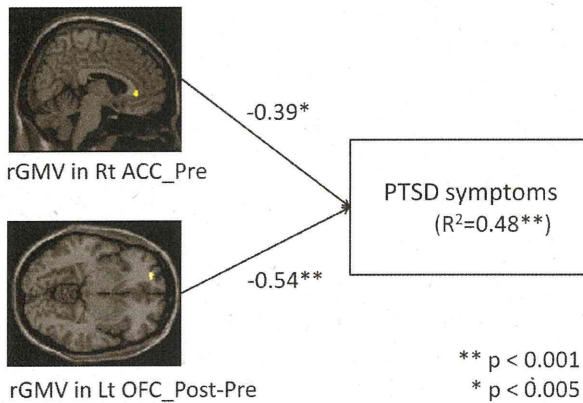 -0.39*
rGMV in Rt ACC_Pre
PTSD symptoms
(R²=0.48**)
-0.54**
rGMV in Lt OFC_Post-Pre
** p < 0.001
* p < 0.005